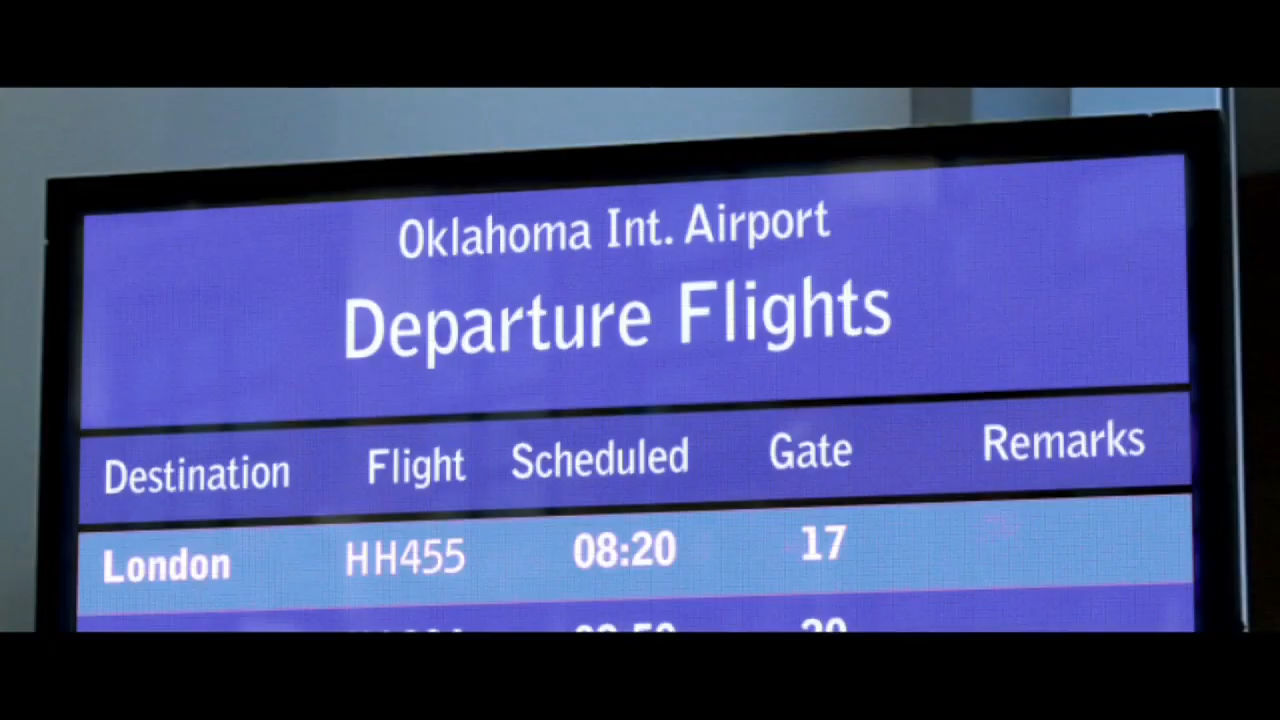 Oklahoma Int. Airport
Departure Flights
Destination Flight Scheduled Gate Remarks
London HH455 08:20 17